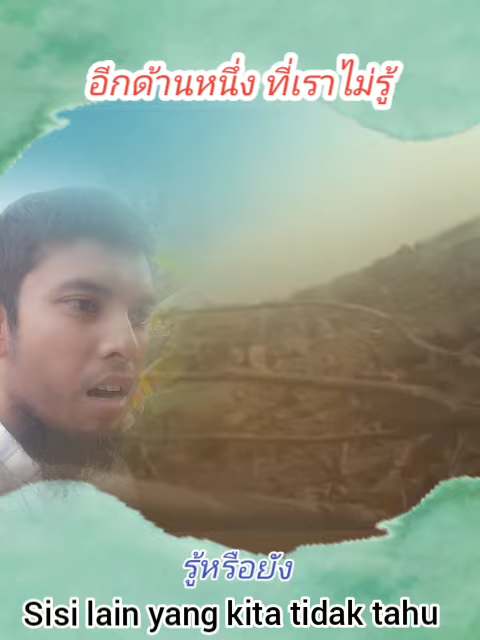 อีกด้านหนึ่ง ที่เราไม่รู้
รู้หรือยัง
Sisi lain yang kita tidak tahu